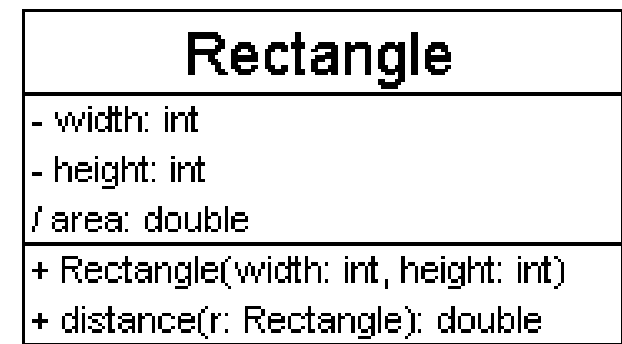 Rectangle
- width: int
- height: int
/ area: double
+ Rectangle(width: int, height: int)
+ distance(r: Rectangle): double